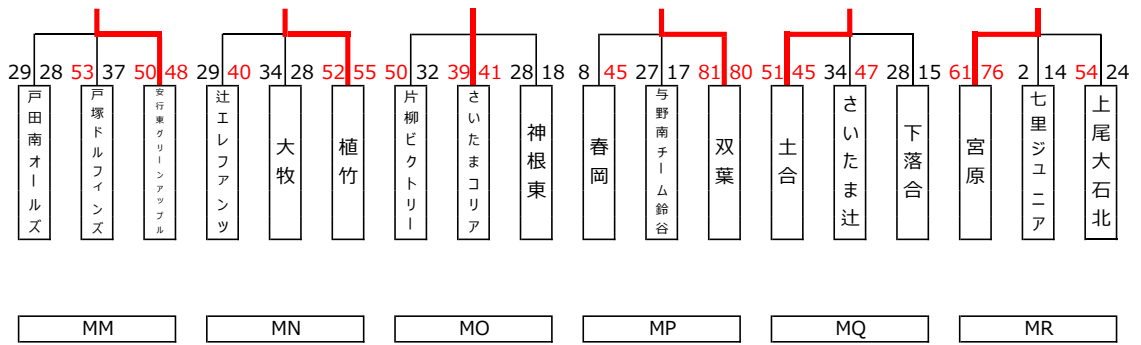 29 28 53 37 50 48 29 40 34 28 52 55 50 32 39 41 28 18 8 45 27 17 81 80 51 45 34 47 28 15 61 76 2 14 54 24
戸田南オールズ
戸塚ドルフィンズ
安行東グリーンアップル
辻エレファンツ
大牧
植竹
片柳ビクトリー
さいたまコリア
神根東
春岡
与野南チーム鈴谷
双葉
土合
さいたま辻
下落合
宮原
七里ジュニア
上尾大石北
MM MN MO MP MQ MR